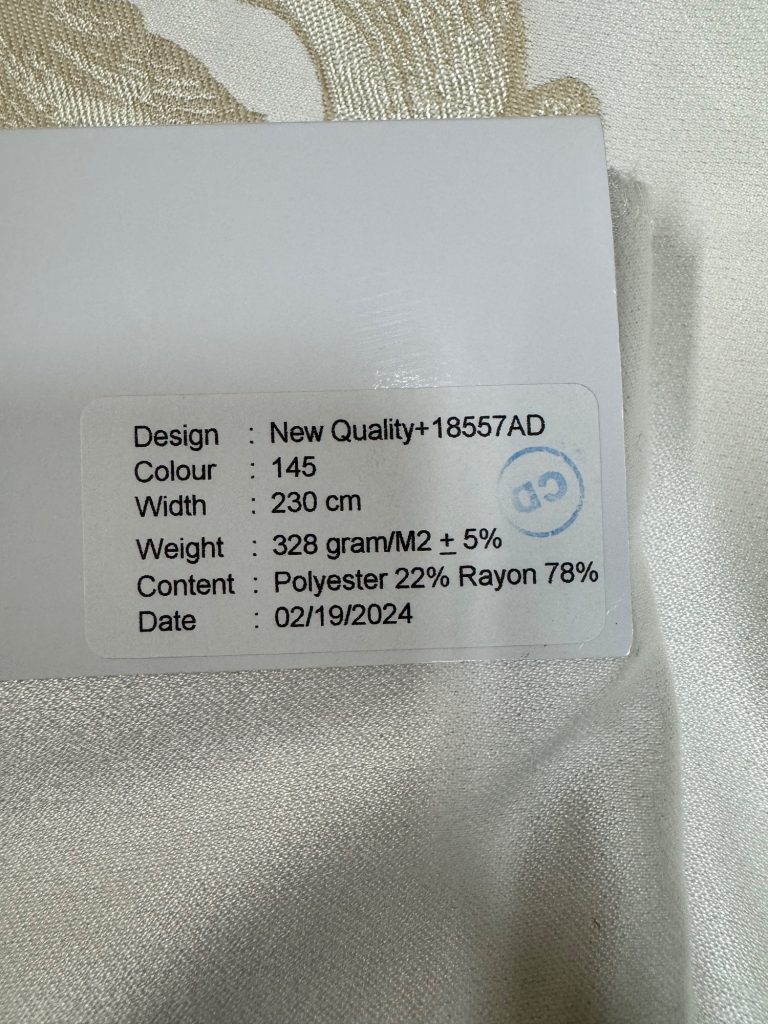 Design : New Quality+18557AD
Colour : 145
CD
Width : 230 cm
Weight : 328 gram/M2 ± 5%
Content : Polyester 22% Rayon 78%
Date : 02/19/2024